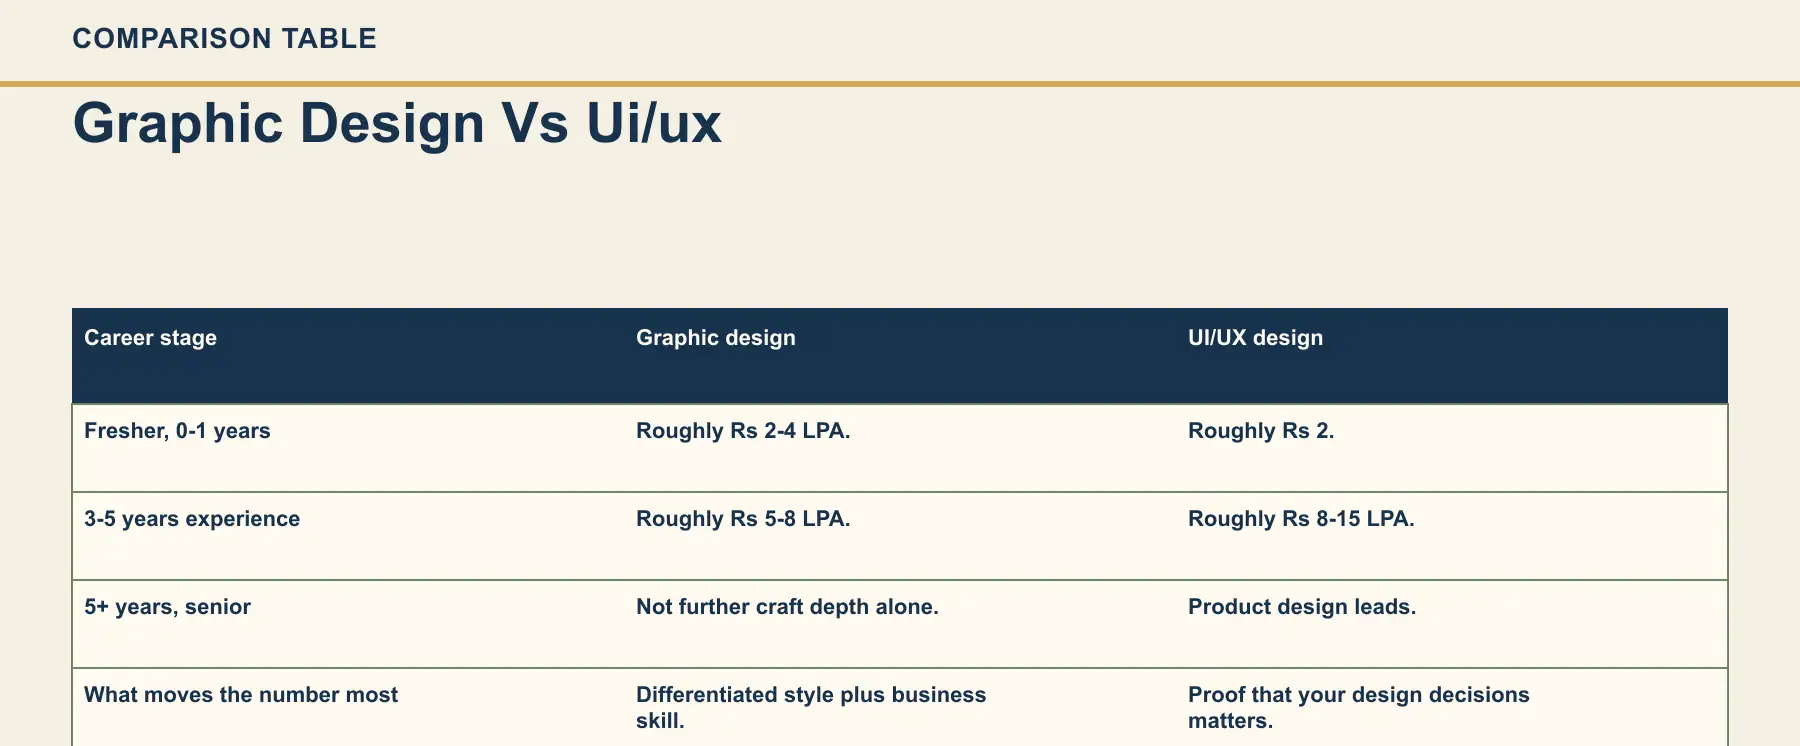 COMPARISON TABLE
Graphic Design Vs Ui/ux
Career stage
Graphic design
UI/UX design
Fresher, 0-1 years
Roughly Rs 2-4 LPA.
Roughly Rs 2.
3-5 years experience
Roughly Rs 5-8 LPA.
Roughly Rs 8-15 LPA.
5+ years, senior
Not further craft depth alone.
Product design leads.
What moves the number most
Differentiated style plus business
skill.
Proof that your design decisions
matters.